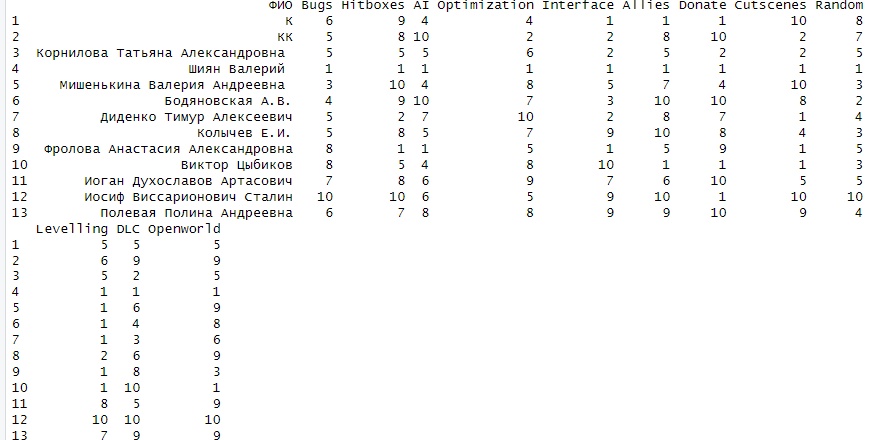 ФИО Bugs Hitboxes AI Optimization Interface Allies Donate Cutscenes Random
1 К 6 9 4 4 1 1 1 10 8
2 КК 5 8 10 2 2 8 10 2 7
3 Корнилова Татьяна Александровна 5 5 5 6 2 5 2 2 5
4 Шиян Валерий 1 1 1 1 1 1 1 1 1
5 Мишенькина Валерия Андреевна 3 10 4 8 5 7 4 10 3
6 Бодяновская А.В. 4 9 10 7 3 10 10 8 2
7 Диденко Тимур Алексеевич 5 2 7 10 2 8 7 1 4
8 Колычев Е.И. 5 8 5 7 9 10 8 4 3
9 Фролова Анастасия Александровна 8 1 1 5 1 5 9 1 5
10 Виктор Цыбиков 8 5 4 8 10 1 1 1 3
11 Иоган Духославов Артасович 7 8 6 9 7 6 10 5 5
12 Иосиф Виссарионович Сталин 10 10 6 5 9 10 1 10 10
13 Полевая Полина Андреевна 6 7 8 8 9 9 10 9 4
Levelling DLC Openworld
1 5 5 5
2 6 9 9
3 5 2 5
4 1 1 1
5 1 6 9
6 1 4 8
7 1 3 6
8 2 6 9
9 1 8 3
10 1 10 1
11 8 5 9
12 10 10 10
13 7 9 9